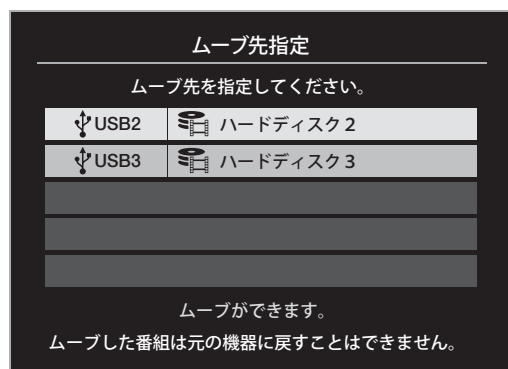 ムーブ先指定
ムーブ先を指定してください。
USB2 ハードディスク2
USB3 ハードディスク3
ムーブができます。
ムーブした番組は元の機器に戻すことはできません。